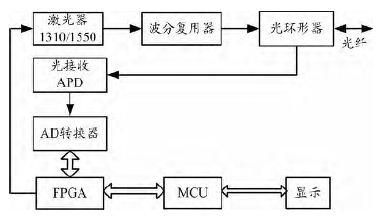 激光器
1310/1550
波分复用器
光环形器
光纤
光接收
APD
AD转换器
FPGA
MCU
显示